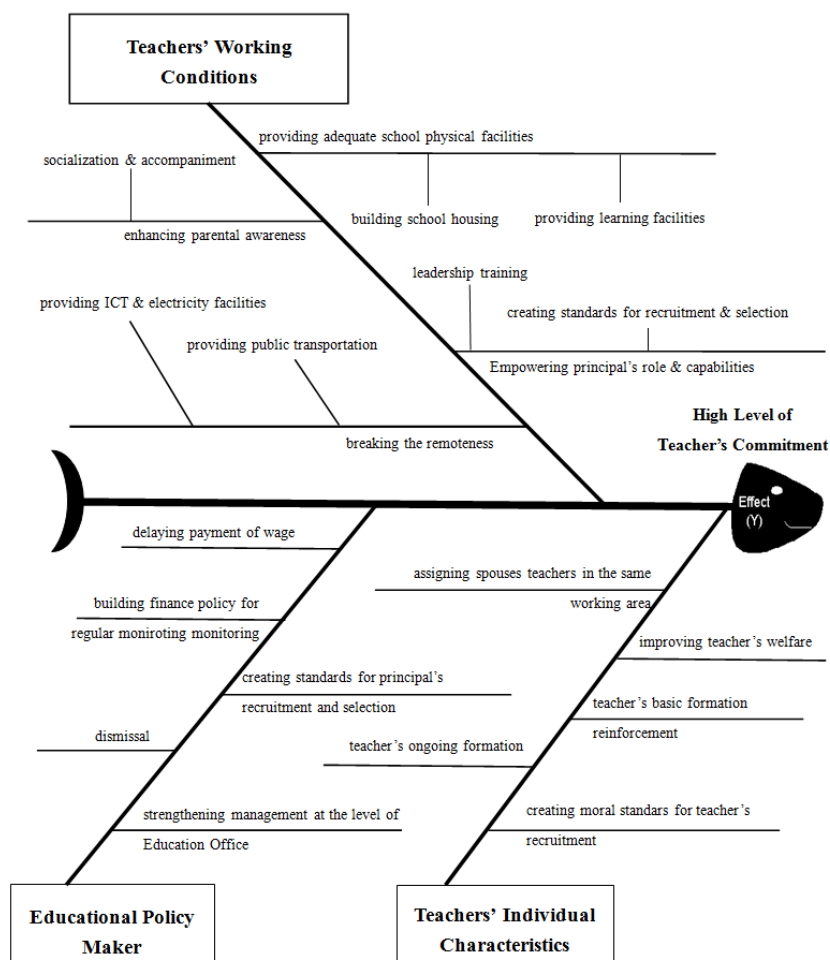 Teachers’ Working
Conditions
providing adequate school physical facilities
socialization & accompaniment
building school housing
providing learning facilities
enhancing parental awareness
leadership training
providing ICT & electricity facilities
creating standards for recruitment & selection
providing public transportation
Empowering principal’s role & capabilities
High Level of
Teacher’s Commitment
breaking the remoteness
Effect
(Y)
delaying payment of wage
assigning spouses teachers in the same
working area
building finance policy for
regular moniroting monitoring
improving teacher’s welfare
creating standards for principal’s
recruitment and selection
teacher’s basic formation
reinforcement
dismissal
teacher’s ongoing formation
strengthening management at the level of
Education Office
creating moral standars for teacher’s
recruitment
Educational Policy
Maker
Teachers’ Individual
Characteristics